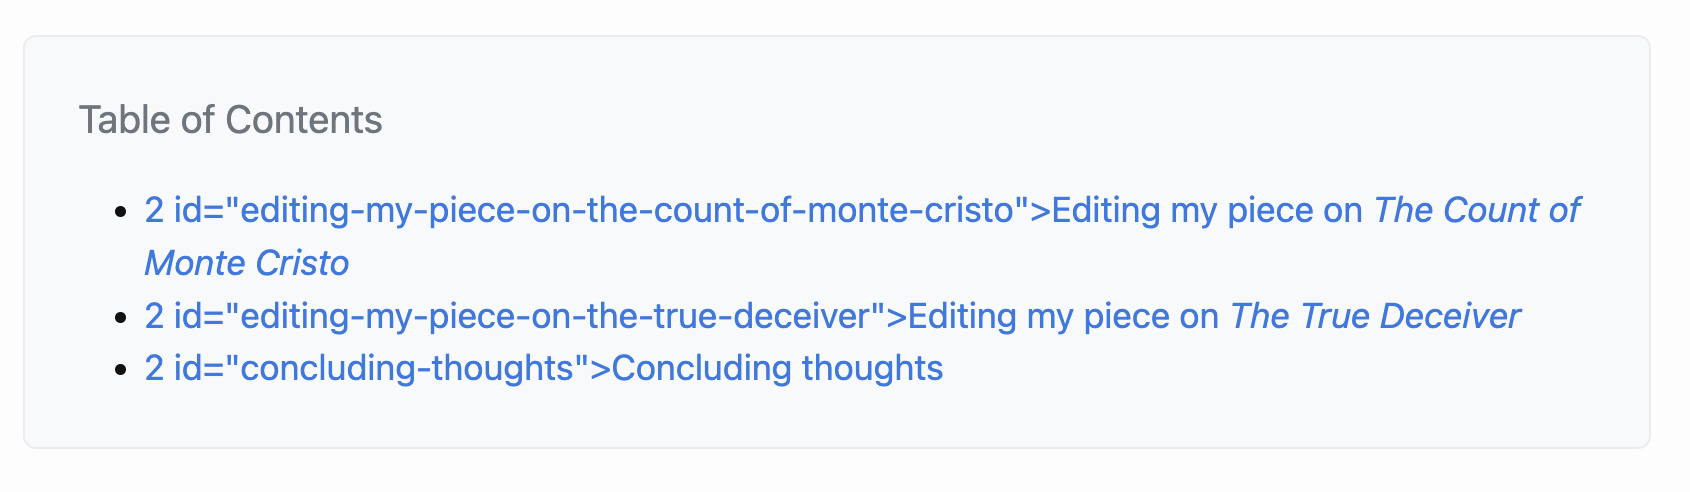 Table of Contents
2 id="editing-my-piece-on-the-count-of-monte-cristo">Editing my piece on The Count of
Monte Cristo
2 id="editing-my-piece-on-the-true-deceiver">Editing my piece on The True Deceiver
2 id="concluding-thoughts">Concluding thoughts